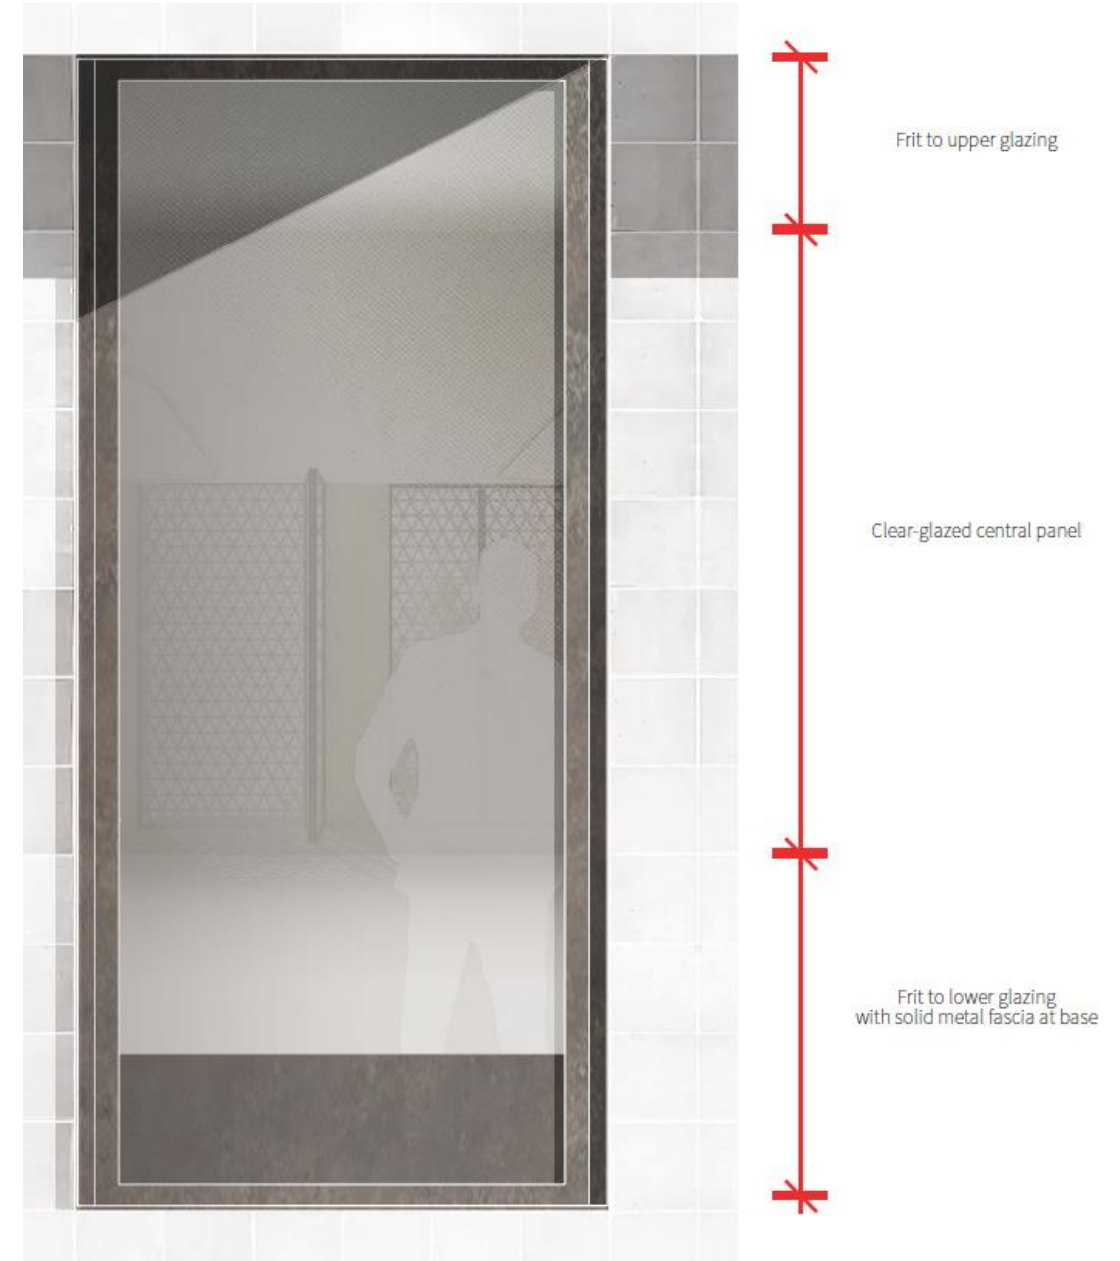 Frit to upper glazing
Clear-glazed central panel
Frit to lower glazing
with solid metal fascia at base